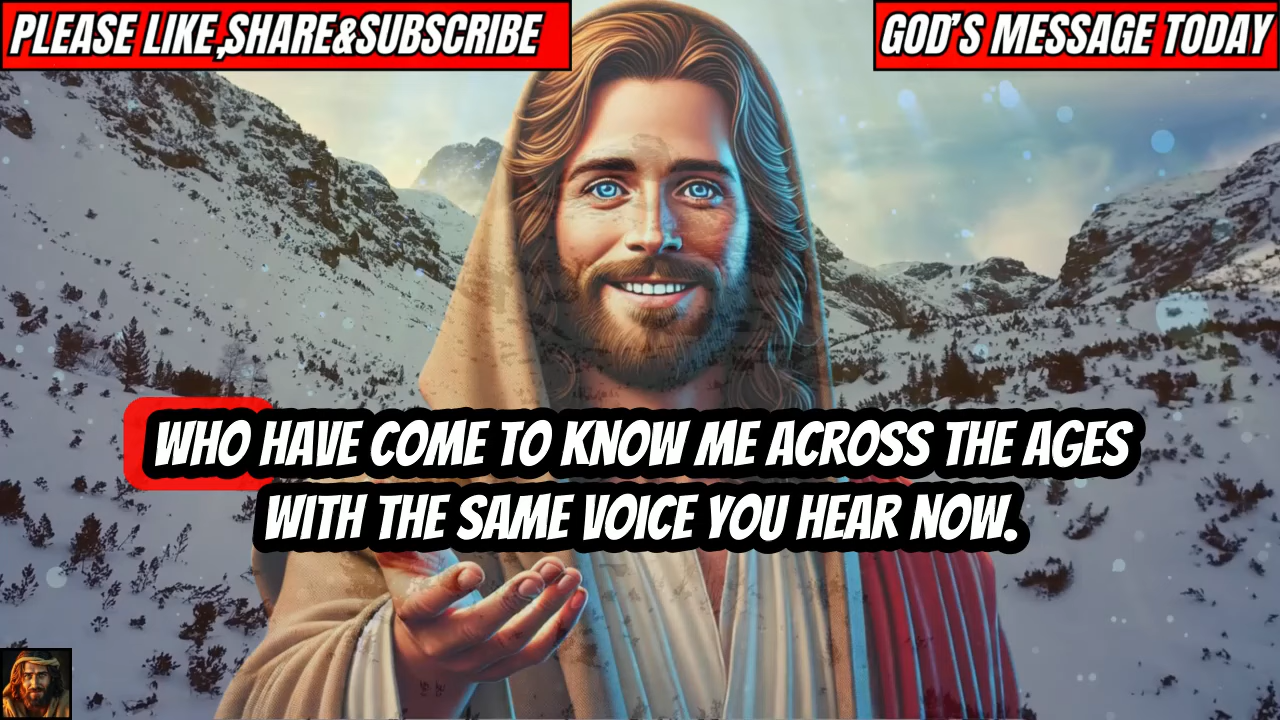 PLEASE LIKE,SHARE&SUBSCRIBE
GOD'S MESSAGE TODAY
WHO HAVE COME TO KNOW ME ACROSS THE AGES
WITH THE SAME VOICE YOU HEAR NOW.